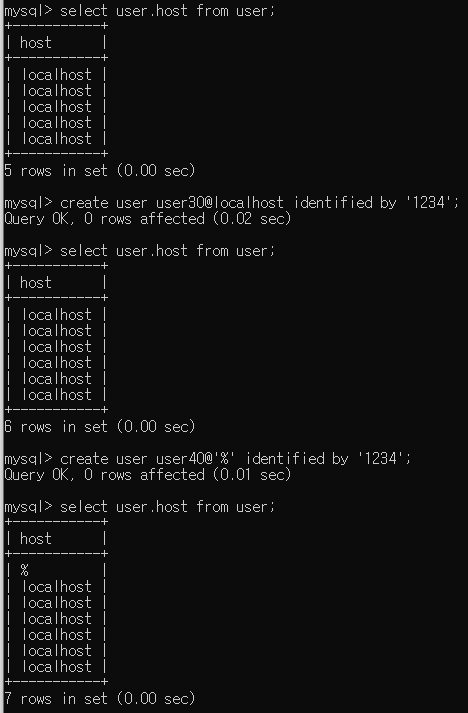 mysql> select user.host from user;
+-----------+
| host      |
+-----------+
| localhost |
| localhost |
| localhost |
| localhost |
| localhost |
+-----------+
5 rows in set (0.00 sec)
mysql> create user user30@localhost identified by '1234';
Query OK, 0 rows affected (0.02 sec)
mysql> select user.host from user;
+-----------+
| host      |
+-----------+
| localhost |
| localhost |
| localhost |
| localhost |
| localhost |
| localhost |
+-----------+
6 rows in set (0.00 sec)
mysql> create user user40@'%' identified by '1234';
Query OK, 0 rows affected (0.01 sec)
mysql> select user.host from user;
+-----------+
| host      |
+-----------+
| %         |
| localhost |
| localhost |
| localhost |
| localhost |
| localhost |
| localhost |
+-----------+
7 rows in set (0.00 sec)